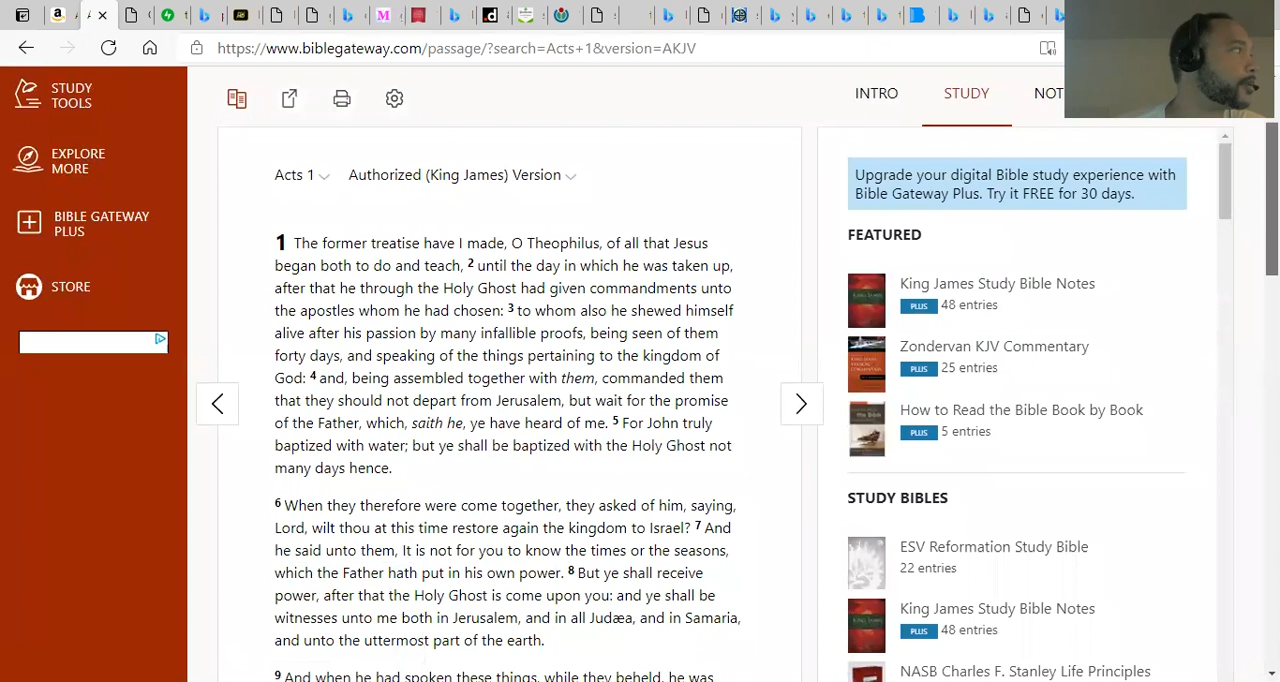 https://www.biblegateway.com/passage/?search=Acts+1&version=AKJV
STUDY
TOOLS
EXPLORE
MORE
BIBLE GATEWAY
PLUS
STORE
INTRO
STUDY
NOT
Acts 1
Authorized (King James) Version
1 The former treatise have I made, O Theophilus, of all that Jesus
began both to do and teach, 2 until the day in which he was taken up,
after that he through the Holy Ghost had given commandments unto
the apostles whom he had chosen: 3 to whom also he shewed himself
alive after his passion by many infallible proofs, being seen of them
forty days, and speaking of the things pertaining to the kingdom of
God: 4 and, being assembled together with them, commanded them
that they should not depart from Jerusalem, but wait for the promise
of the Father, which, saith he, ye have heard of me. 5 For John truly
baptized with water; but ye shall be baptized with the Holy Ghost not
many days hence.
6 When they therefore were come together, they asked of him, saying,
Lord, wilt thou at this time restore again the kingdom to Israel? 7 And
he said unto them, It is not for you to know the times or the seasons,
which the Father hath put in his own power. 8 But ye shall receive
power, after that the Holy Ghost is come upon you: and ye shall be
witnesses unto me both in Jerusalem, and in all Judæa, and in Samaria,
and unto the uttermost part of the earth.
9 And when he had spoken these things, while they beheld, he was
Upgrade your digital Bible study experience with
Bible Gateway Plus. Try it FREE for 30 days.
FEATURED
King James Study Bible Notes
PLUS 48 entries
Zondervan KJV Commentary
PLUS 25 entries
How to Read the Bible Book by Book
PLUS 5 entries
STUDY BIBLES
ESV Reformation Study Bible
22 entries
King James Study Bible Notes
PLUS 48 entries
NASB Charles F. Stanley Life Principles